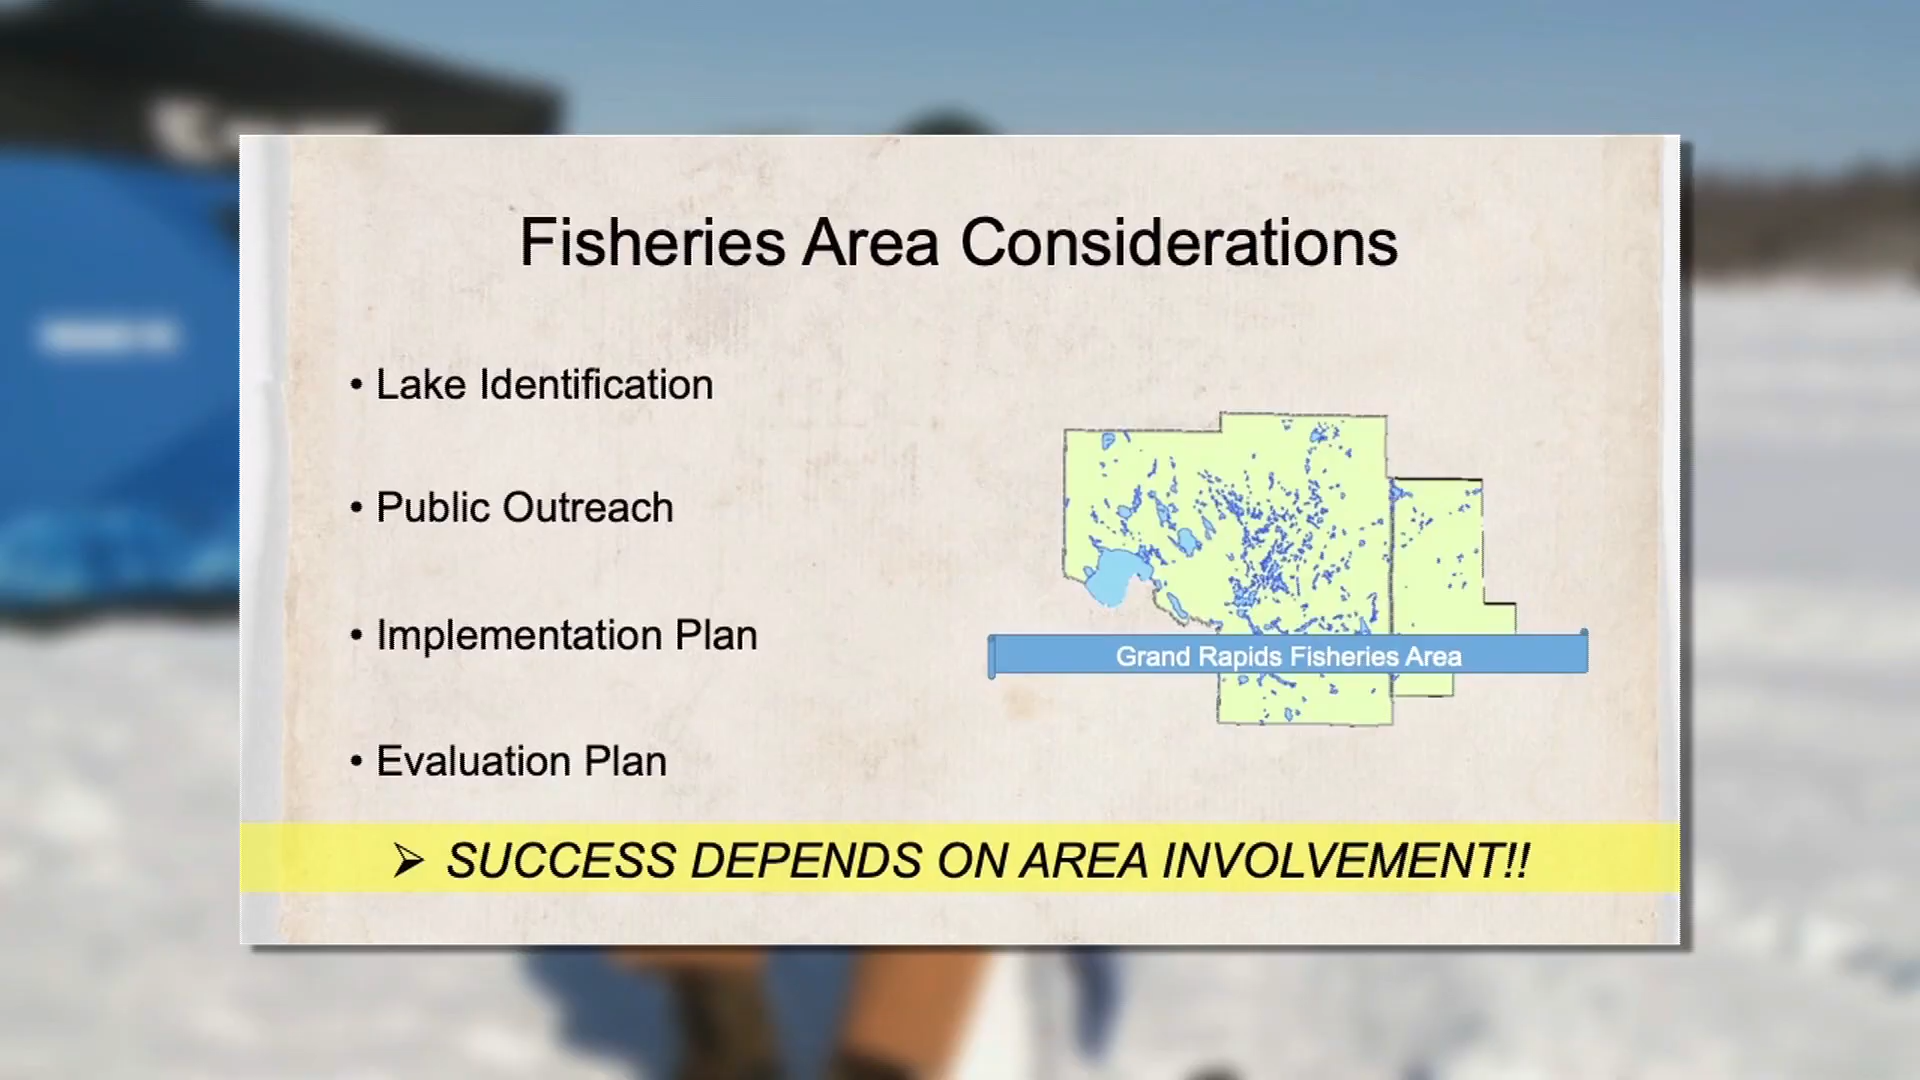 Fisheries Area Considerations
• Lake Identification
• Public Outreach
• Implementation Plan
• Evaluation Plan
Grand Rapids Fisheries Area
➢ SUCCESS DEPENDS ON AREA INVOLVEMENT!!